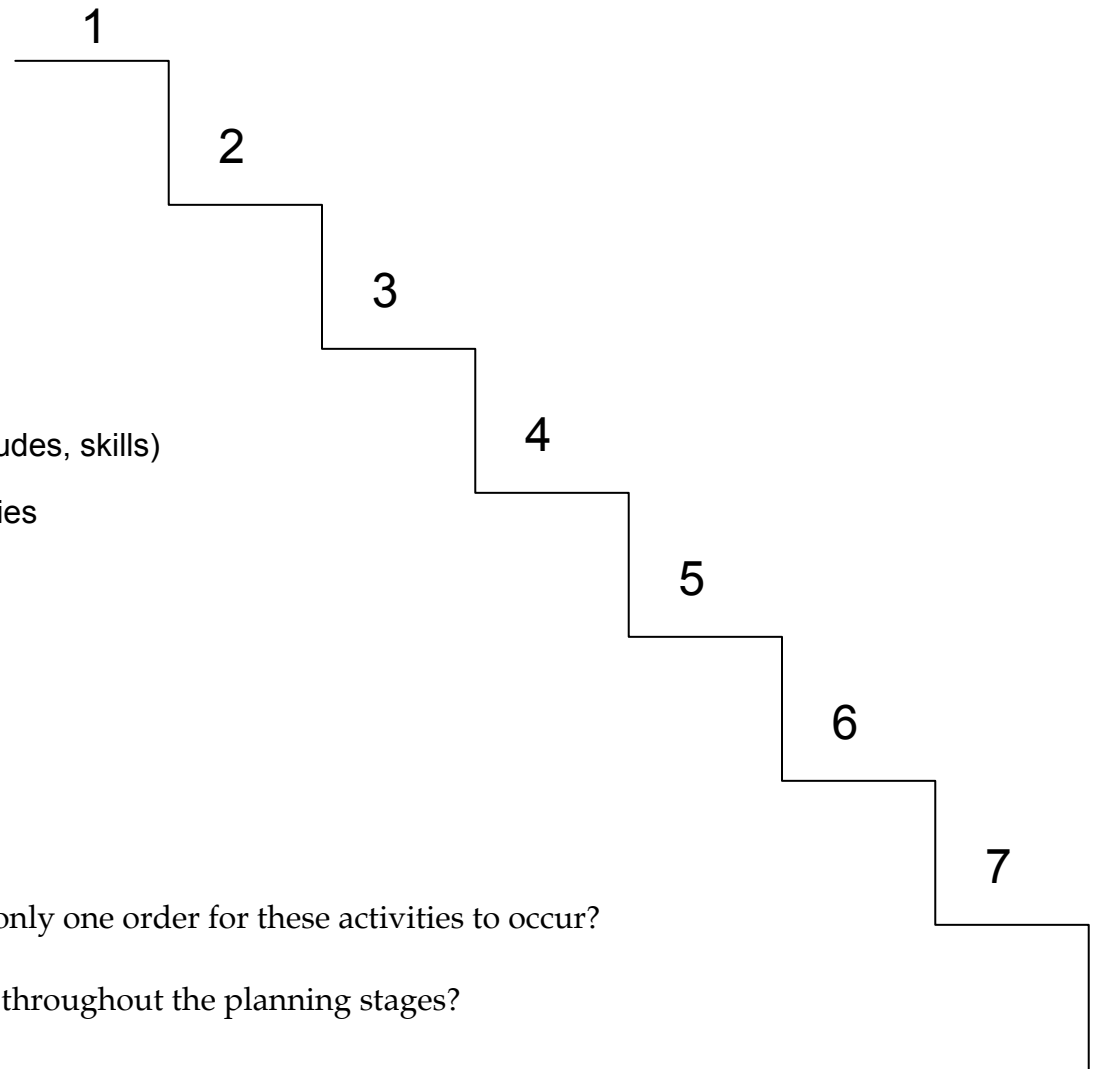 1
2
3
4
udes, skills)
ies
5
6
7
only one order for these activities to occur?
throughout the planning stages?